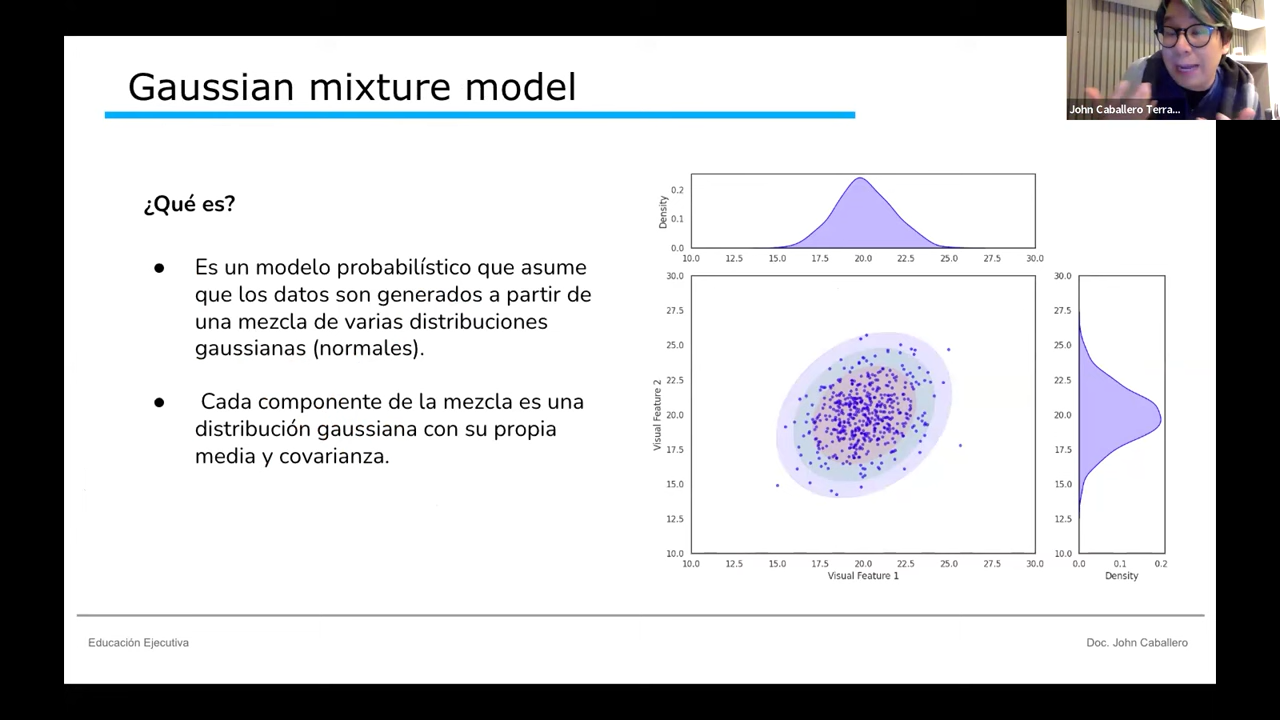 Gaussian mixture model
John Caballero Terra...
¿Qué es?
● Es un modelo probabilístico que asume
que los datos son generados a partir de
una mezcla de varias distribuciones
gaussianas (normales).
● Cada componente de la mezcla es una
distribución gaussiana con su propia
media y covarianza.
Density
0.2
0.1
0.0
10.0 12.5 15.0 17.5 20.0 22.5 25.0 27.5 30.0
Visual Feature 2
30.0
27.5
25.0
22.5
20.0
17.5
15.0
12.5
10.0
10.0 12.5 15.0 17.5 20.0 22.5 25.0 27.5 30.0
Visual Feature 1
30.0
27.5
25.0
22.5
20.0
17.5
15.0
12.5
10.0
0.0 0.1 0.2
Density
Educación Ejecutiva
Doc. John Caballero